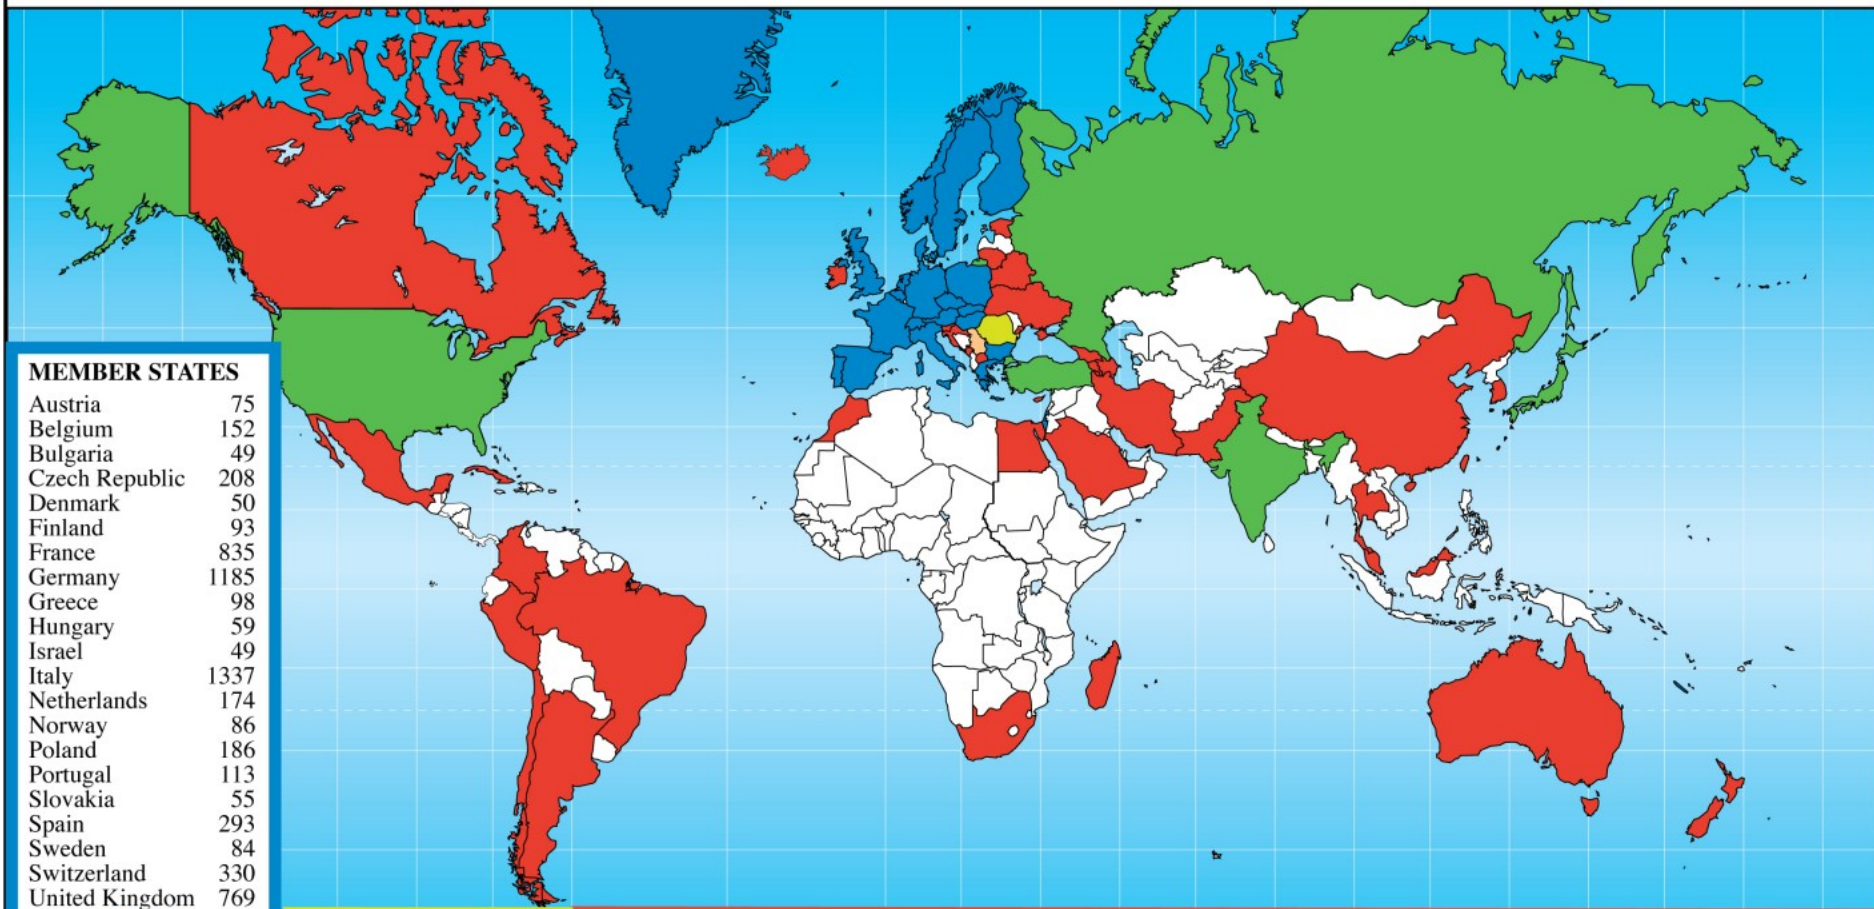 MEMBER STATES
Austria 75
Belgium 152
Bulgaria 49
Czech Republic 208
Denmark 50
Finland 93
France 835
Germany 1185
Greece 98
Hungary 59
Israel 49
Italy 1337
Netherlands 174
Norway 86
Poland 186
Portugal 113
Slovakia 55
Spain 293
Sweden 84
Switzerland 330
United Kingdom 769